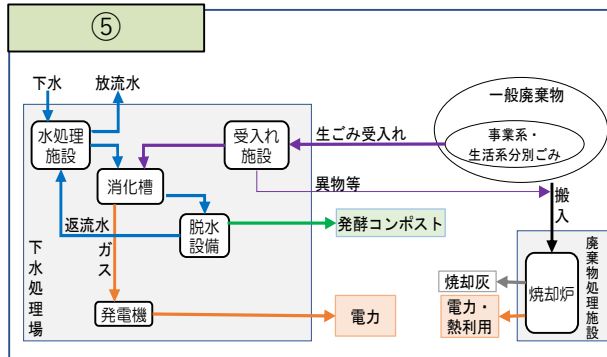 ⑤
下水
放流水
一般廃棄物
水処理
施設
受入れ
施設
生ごみ受入れ
事業系・
生活系分別ごみ
消化槽
異物等
搬入
返流水
ガス
脱水
設備
発酵コンポスト
下水処理場
廃棄物処理施設
焼却灰
焼却炉
発電機
電力
電力・
熱利用